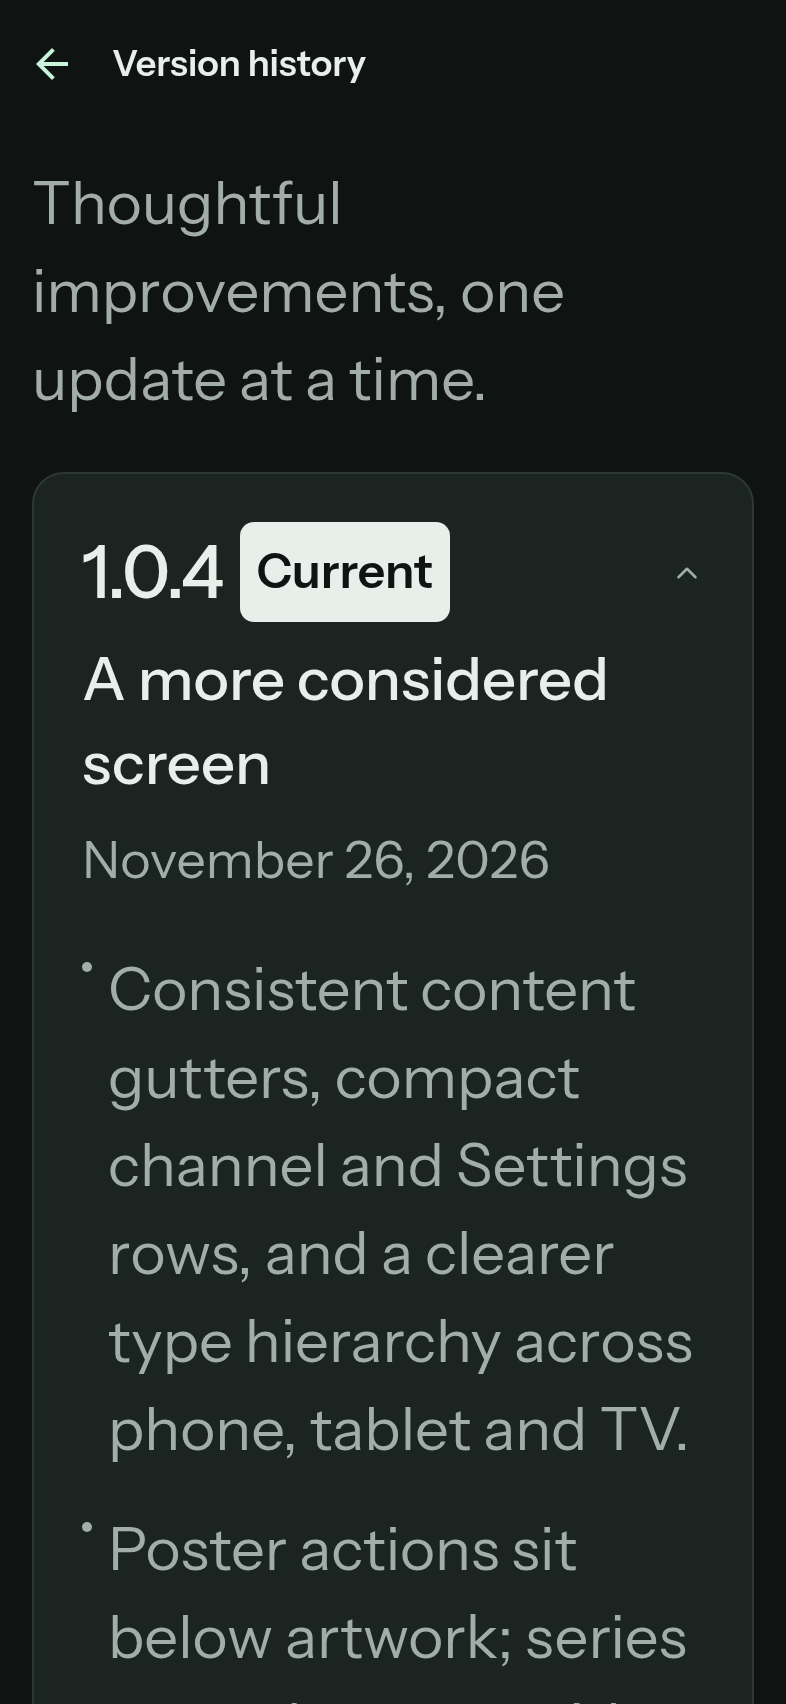 Version history
Thoughtful
improvements, one
update at a time.
1.0.4 Current
A more considered
screen
November 26, 2026
• Consistent content
gutters, compact
channel and Settings
rows, and a clearer
type hierarchy across
phone, tablet and TV.
• Poster actions sit
below artwork; series